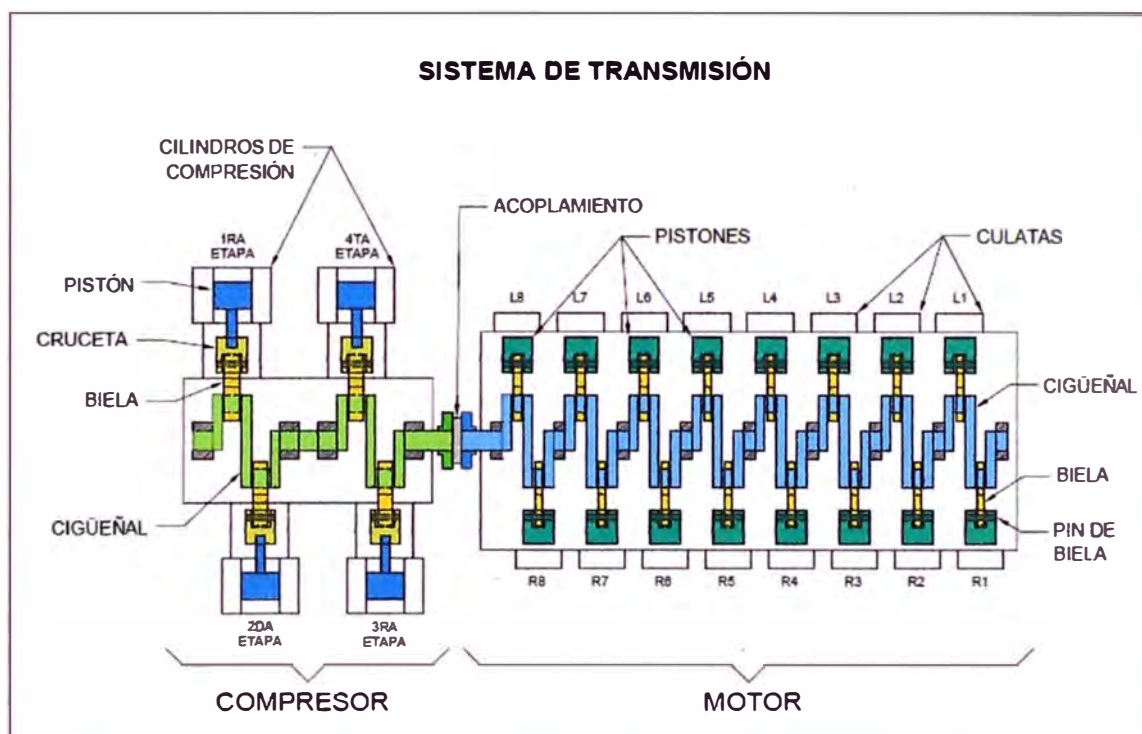 SISTEMA DE TRANSMISIÓN
CILINDROS DE
COMPRESIÓN
ACOPLAMIENTO
PISTONES
CULATAS
1RA
ETAPA
4TA
ETAPA
PISTÓN
CRUCETA
BIELA
CIGÜEÑAL
L8
L7
L6
L5
L4
L3
L2
L1
CIGÜEÑAL
BIELA
PIN DE
BIELA
R8
R7
R6
R5
R4
R3
R2
R1
2DA
ETAPA
3RA
ETAPA
COMPRESOR
MOTOR